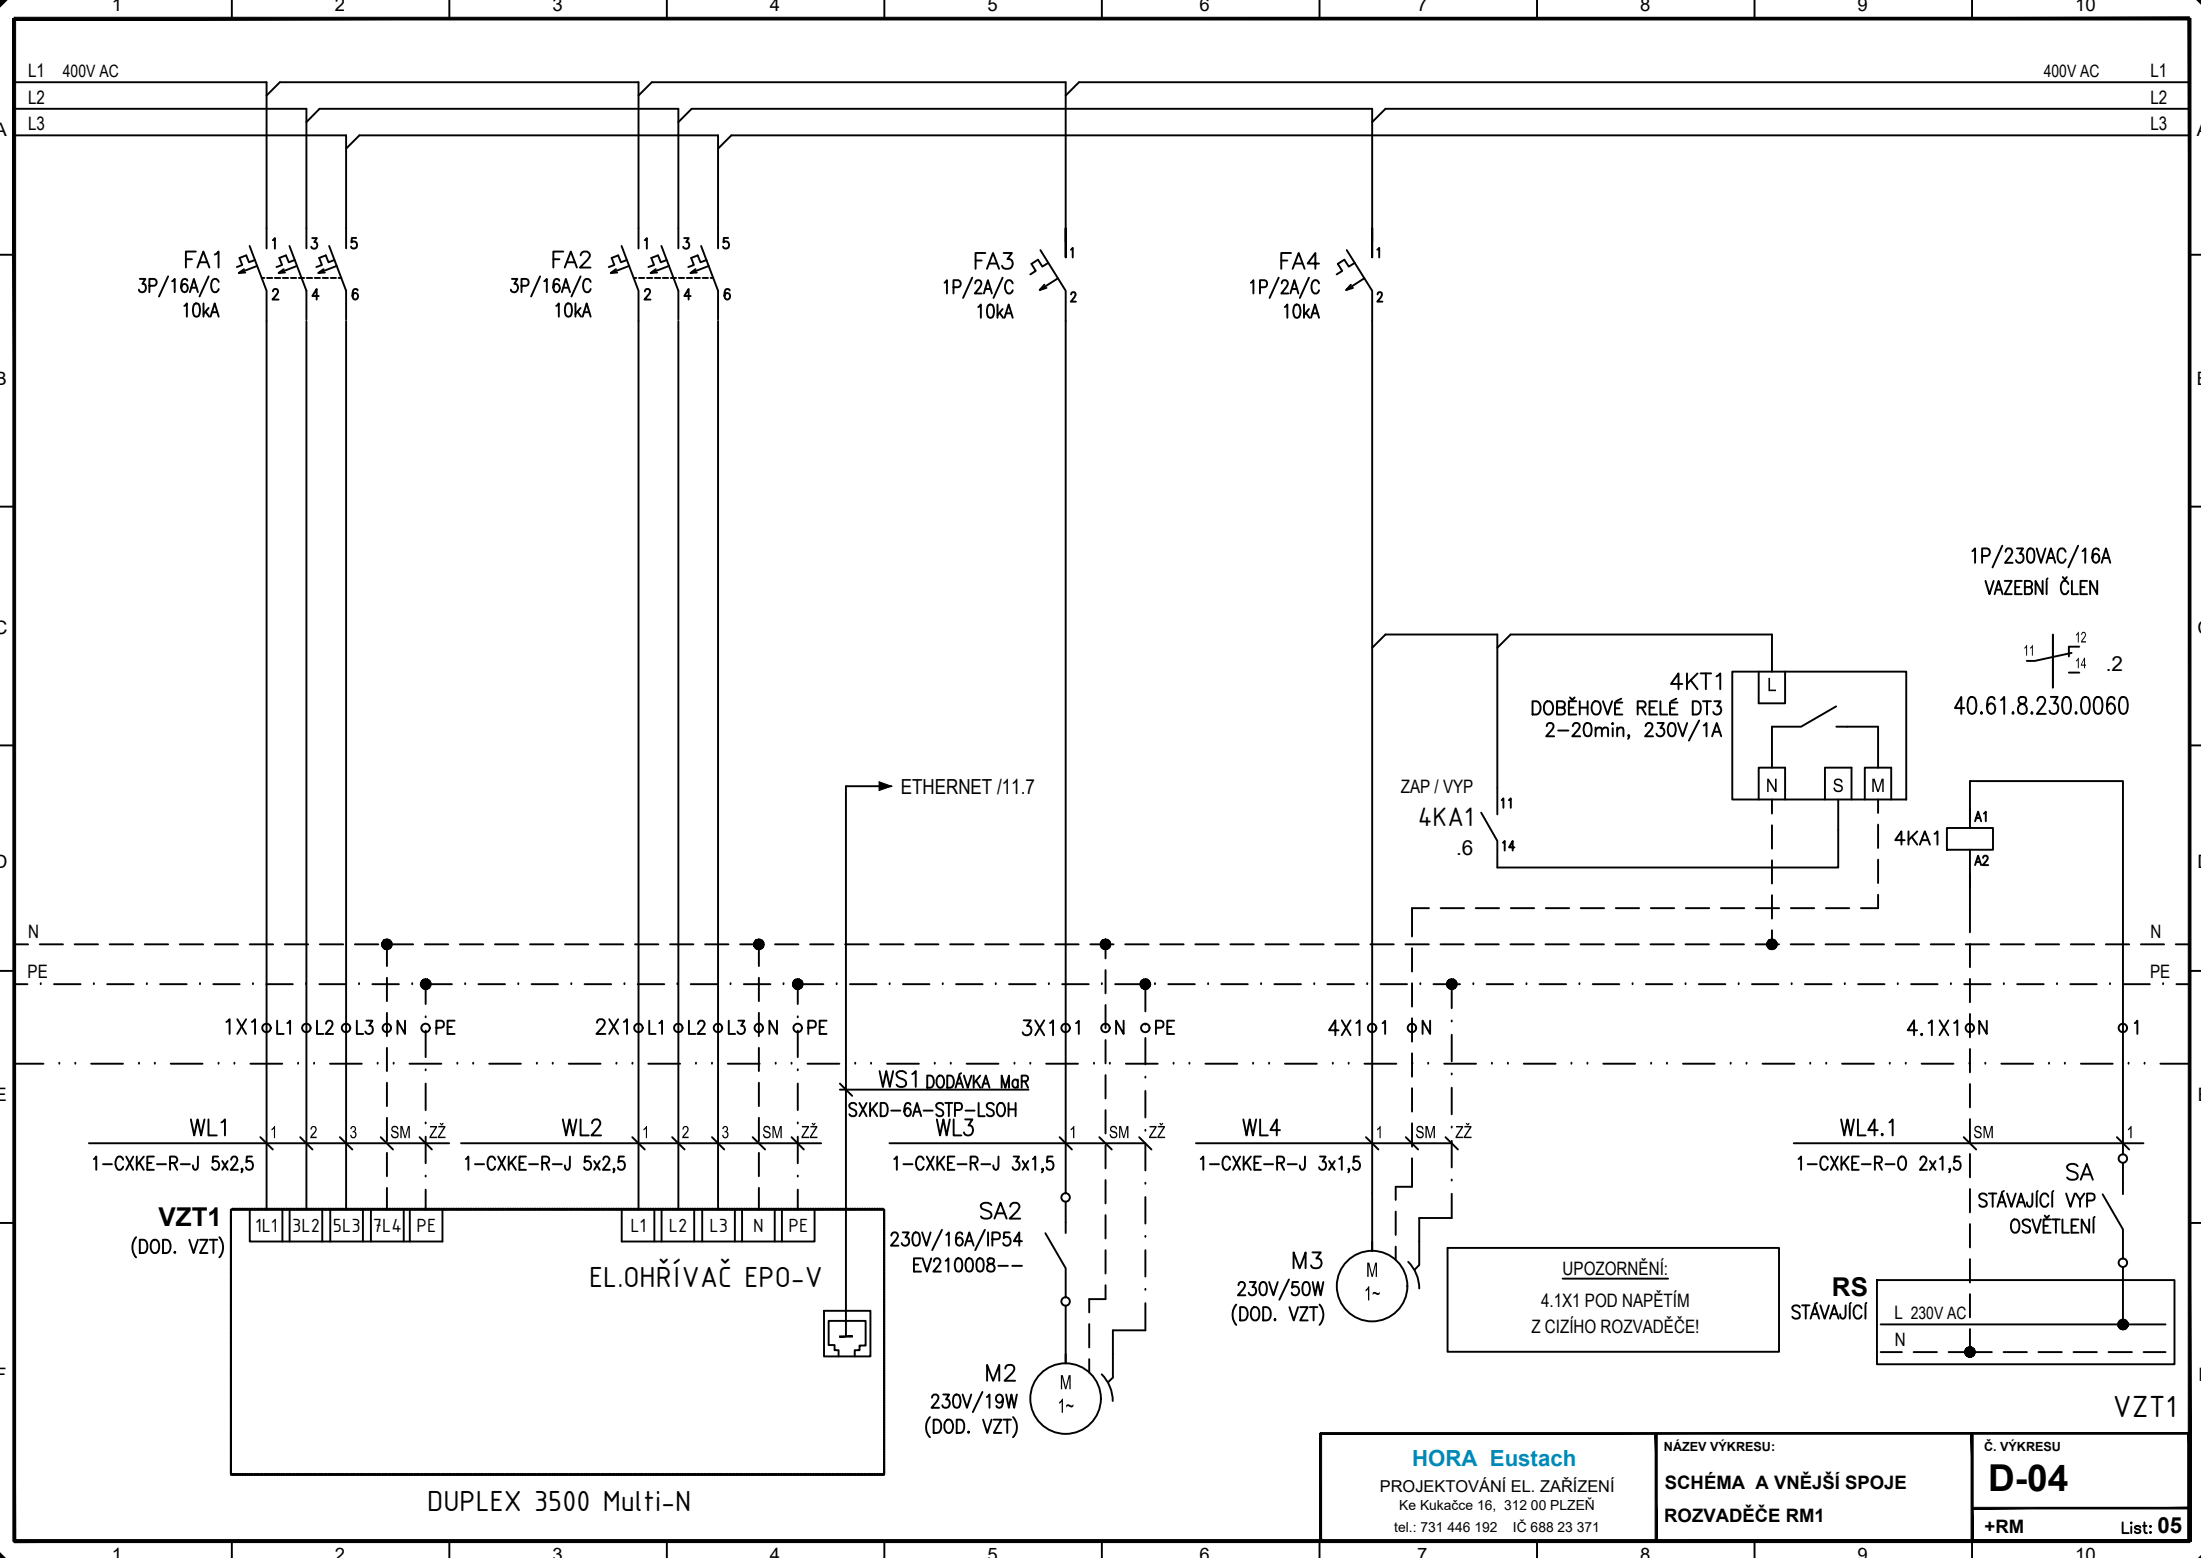 1 2 3 4 5 6 7 8 9 10
L1 400V AC
400V AC L1
L2
L2
L3
L3
A
B
C
D
E
F
FA1
3P/16A/C
10kA
1 3 5
2 4 6
FA2
3P/16A/C
10kA
1 3 5
2 4 6
FA3
1P/2A/C
10kA
1
2
FA4
1P/2A/C
10kA
1
2
1P/230VAC/16A
VAZEBNÍ ČLEN
11
12
14 .2
40.61.8.230.0060
4KT1
DOBĚHOVÉ RELÉ DT3
2-20min, 230V/1A
L
N S M
ETHERNET /11.7
ZAP / VYP
4KA1
.6
11
14
4KA1
A1
A2
N
N
PE
PE
1X1 L1 L2 L3 N PE
2X1 L1 L2 L3 N PE
3X1 1 N PE
4X1 1 N
4.1X1 N 1
WS1 DODÁVKA MaR
SXKD-6A-STP-LSOH
WL1 1 2 3 SM ZŽ
1-CXKE-R-J 5x2,5
WL2 1 2 3 SM ZŽ
1-CXKE-R-J 5x2,5
WL3 1 SM ZŽ
1-CXKE-R-J 3x1,5
WL4 1 SM ZŽ
1-CXKE-R-J 3x1,5
WL4.1 SM 1
1-CXKE-R-O 2x1,5
SA
STÁVAJÍCÍ VYP
OSVĚTLENÍ
VZT1
(DOD. VZT)
1L1 3L2 5L3 7L4 PE
L1 L2 L3 N PE
EL.OHŘÍVAČ EPO-V
SA2
230V/16A/IP54
EV210008--
M2
230V/19W
(DOD. VZT)
M
1~
M3
230V/50W
(DOD. VZT)
M
1~
UPOZORNĚNÍ:
4.1X1 POD NAPĚTÍM
Z CIZÍHO ROZVADĚČE!
RS
STÁVAJÍCÍ
L 230V AC
N
VZT1
DUPLEX 3500 Multi-N
HORA Eustach
PROJEKTOVÁNÍ EL. ZAŘÍZENÍ
Ke Kukačce 16, 312 00 PLZEŇ
tel.: 731 446 192 IČ 688 23 371
NÁZEV VÝKRESU:
SCHÉMA A VNĚJŠÍ SPOJE
ROZVADĚČE RM1
Č. VÝKRESU
D-04
+RM
List: 05
1 2 3 4 5 6 7 8 9 10